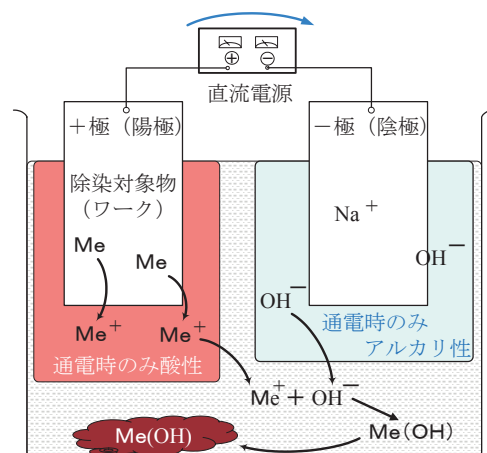 ⊕ ⊖
直流電源
＋極（陽極）
－極（陰極）
除染対象物
（ワーク）
Na⁺
Me
Me
OH⁻
OH⁻
Me⁺
Me⁺
通電時のみ酸性
通電時のみ
アルカリ性
Me⁺ + OH⁻
Me(OH)
Me(OH)